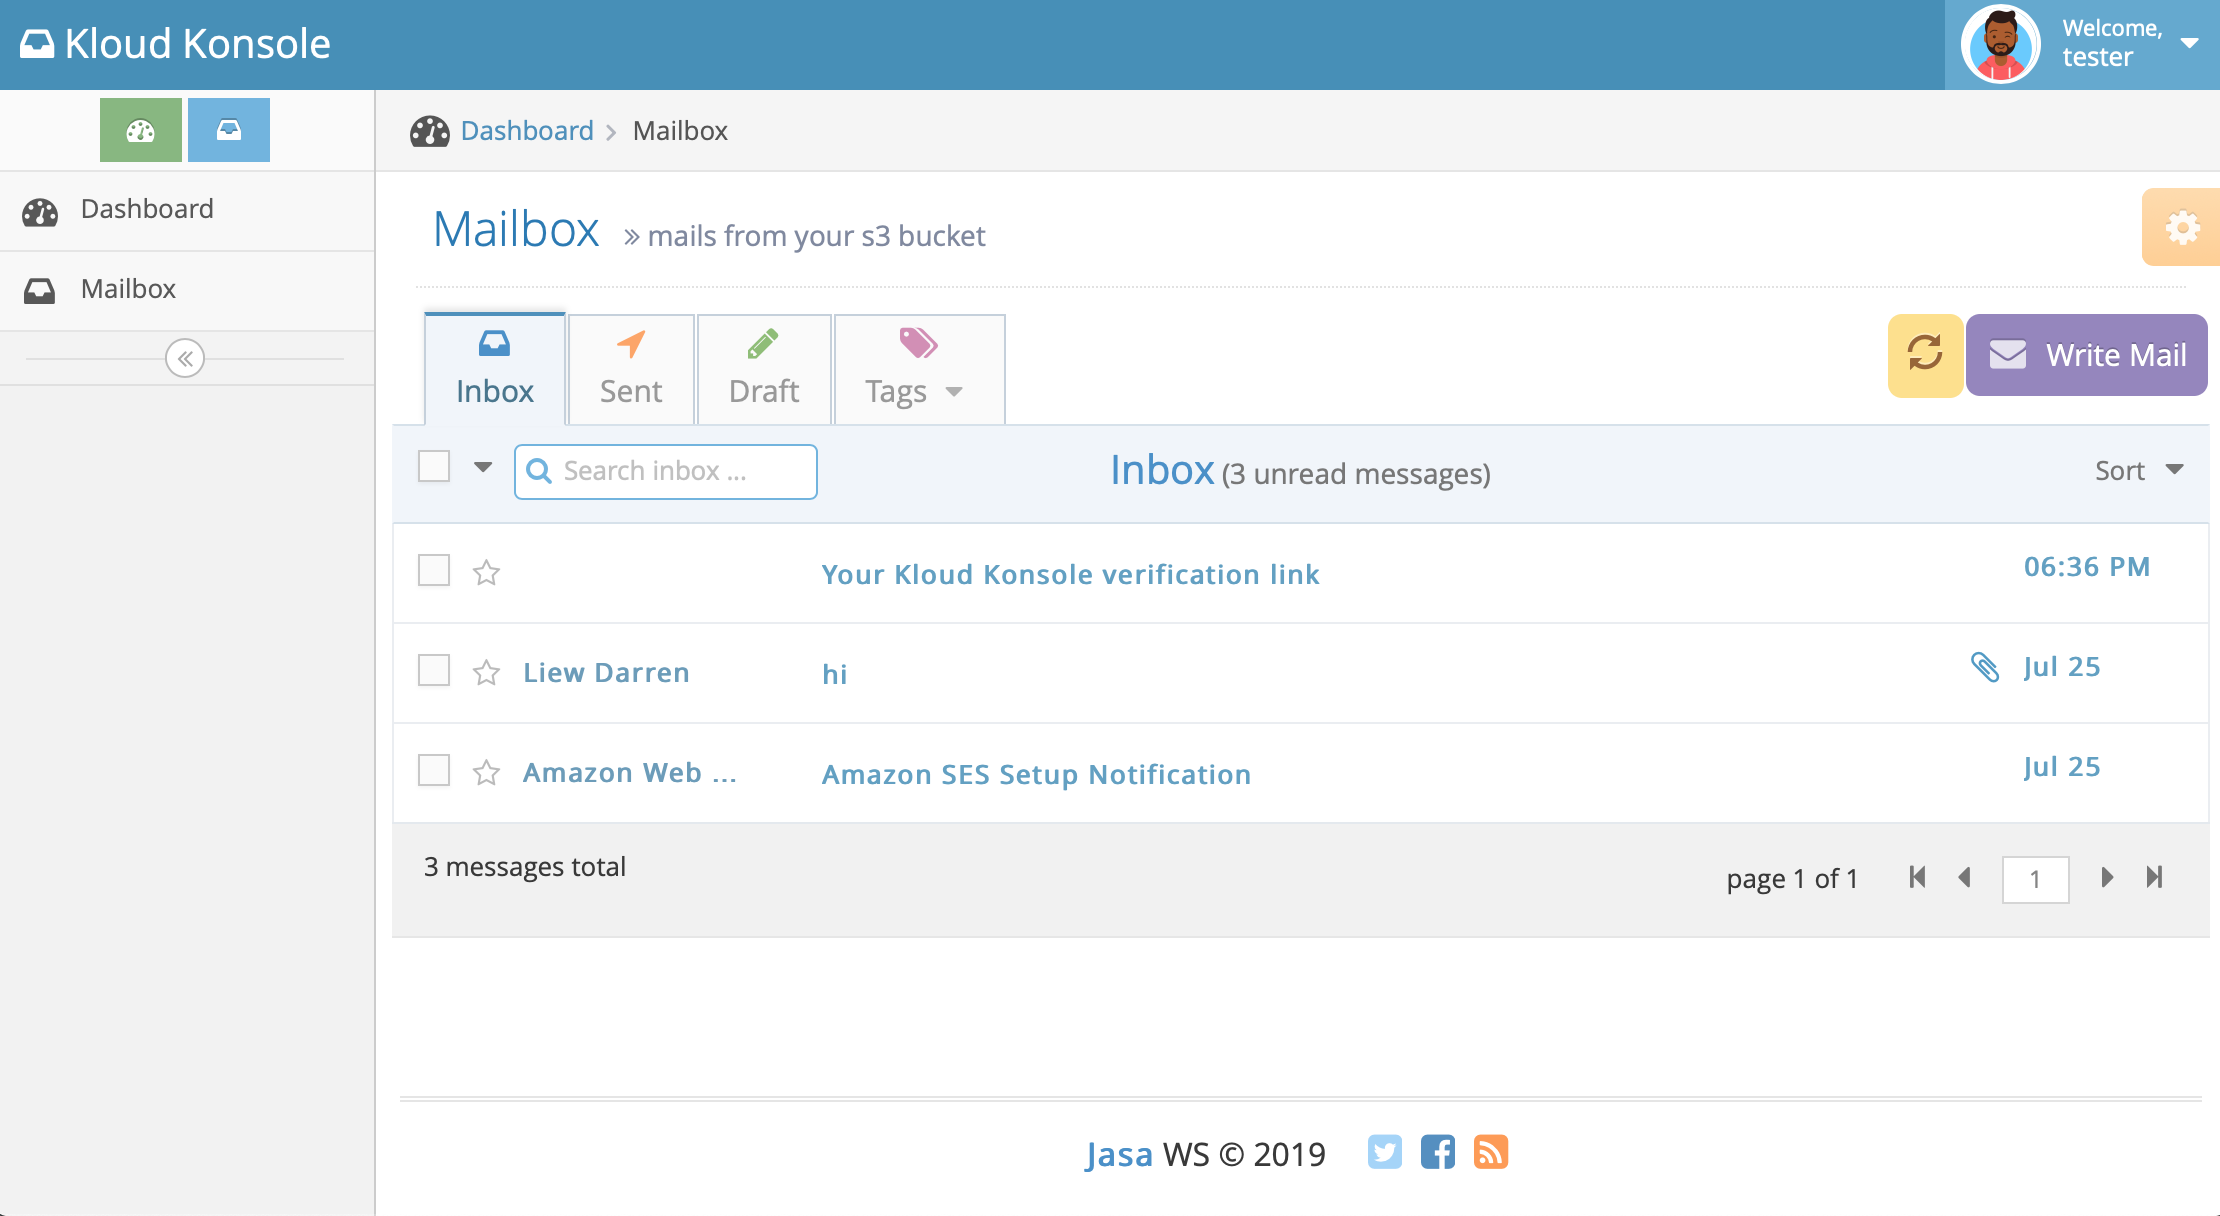 Kloud Konsole
Welcome,
tester
Dashboard
Mailbox
Dashboard > Mailbox
Mailbox » mails from your s3 bucket
Inbox
Sent
Draft
Tags
Write Mail
Search inbox ...
Inbox (3 unread messages)
Sort
Your Kloud Konsole verification link 06:36 PM
Liew Darren hi Jul 25
Amazon Web ... Amazon SES Setup Notification Jul 25
3 messages total
page 1 of 1
1
Jasa WS © 2019